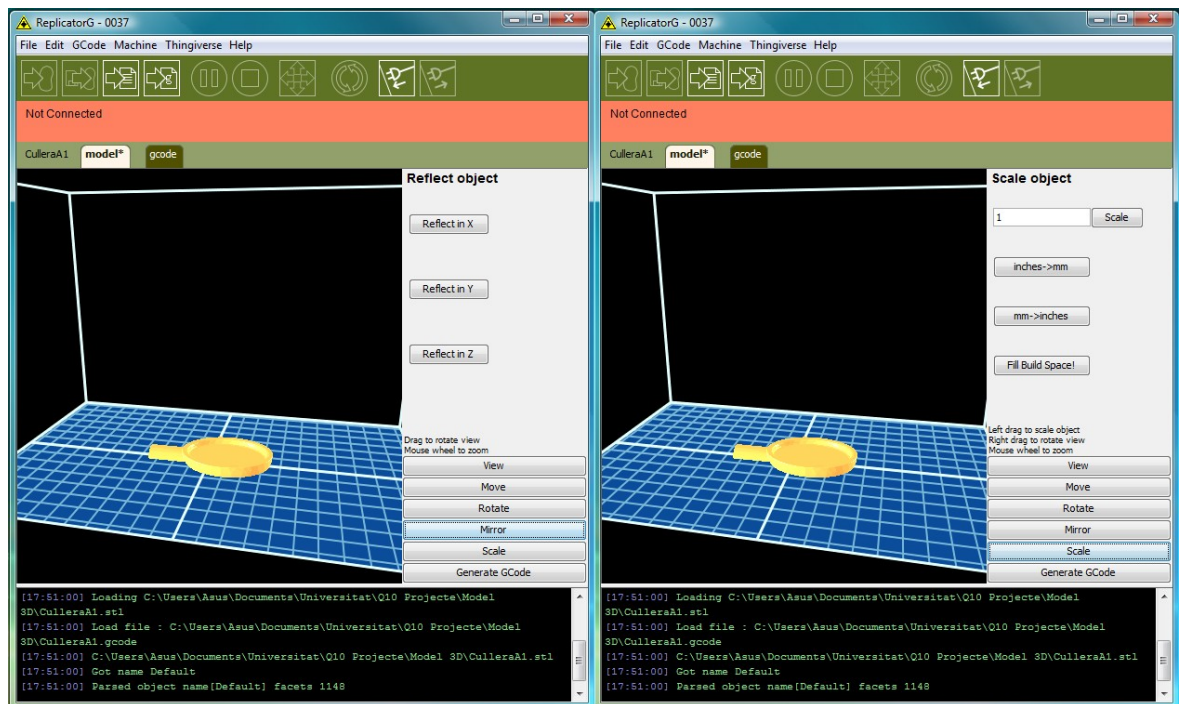 ReplicatorG - 0037
File Edit GCode Machine Thingiverse Help
Not Connected
CulleraA1 model* gcode
Reflect object
Reflect in X
Reflect in Y
Reflect in Z
Drag to rotate view
Mouse wheel to zoom
View
Move
Rotate
Mirror
Scale
Generate GCode
[17:51:00] Loading C:\Users\Asus\Documents\Universitat\Q10 Projecte\Model
3D\CulleraA1.stl
[17:51:00] Load file : C:\Users\Asus\Documents\Universitat\Q10 Projecte\Model
3D\CulleraA1.gcode
[17:51:00] C:\Users\Asus\Documents\Universitat\Q10 Projecte\Model 3D\CulleraA1.stl
[17:51:00] Got name Default
[17:51:00] Parsed object name[Default] facets 1148
ReplicatorG - 0037
File Edit GCode Machine Thingiverse Help
Not Connected
CulleraA1 model* gcode
Scale object
1 Scale
inches->mm
mm->inches
Fill Build Space!
Left drag to scale object
Right drag to rotate view
Mouse wheel to zoom
View
Move
Rotate
Mirror
Scale
Generate GCode
[17:51:00] Loading C:\Users\Asus\Documents\Universitat\Q10 Projecte\Model
3D\CulleraA1.stl
[17:51:00] Load file : C:\Users\Asus\Documents\Universitat\Q10 Projecte\Model
3D\CulleraA1.gcode
[17:51:00] C:\Users\Asus\Documents\Universitat\Q10 Projecte\Model 3D\CulleraA1.stl
[17:51:00] Got name Default
[17:51:00] Parsed object name[Default] facets 1148